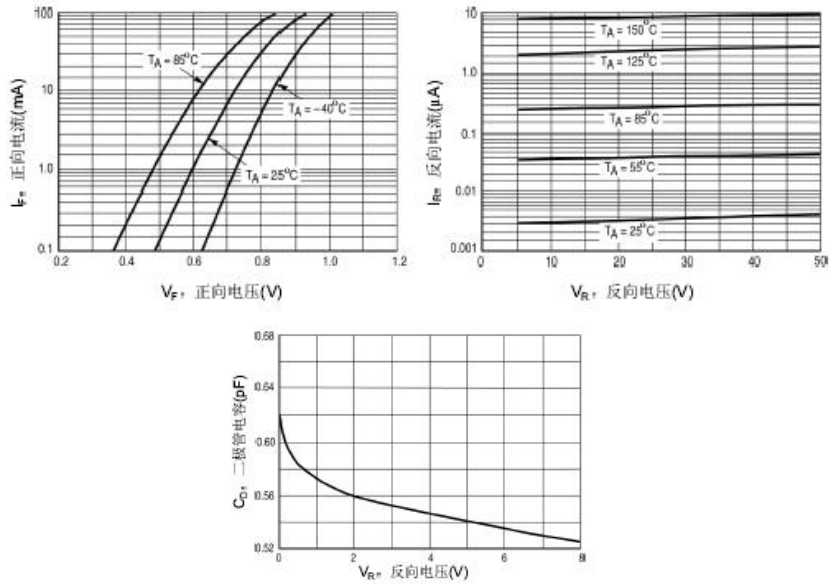 100
10
1.0
0.1
0.2
0.4
0.6
0.8
1.0
1.2
T_A = 85°C
T_A = −40°C
T_A = 25°C
正向电流(mA)
V_F, 正向电压(V)
10
1.0
0.1
0.01
0.001
0
10
20
30
40
50
T_A = 150°C
T_A = 125°C
T_A = 85°C
T_A = 55°C
T_A = 25°C
反向电流(μA)
V_R, 反向电压(V)
0.68
0.64
0.60
0.56
0.52
0
2
4
6
8
C_D, 二极管电容(pF)
反向电压(V)